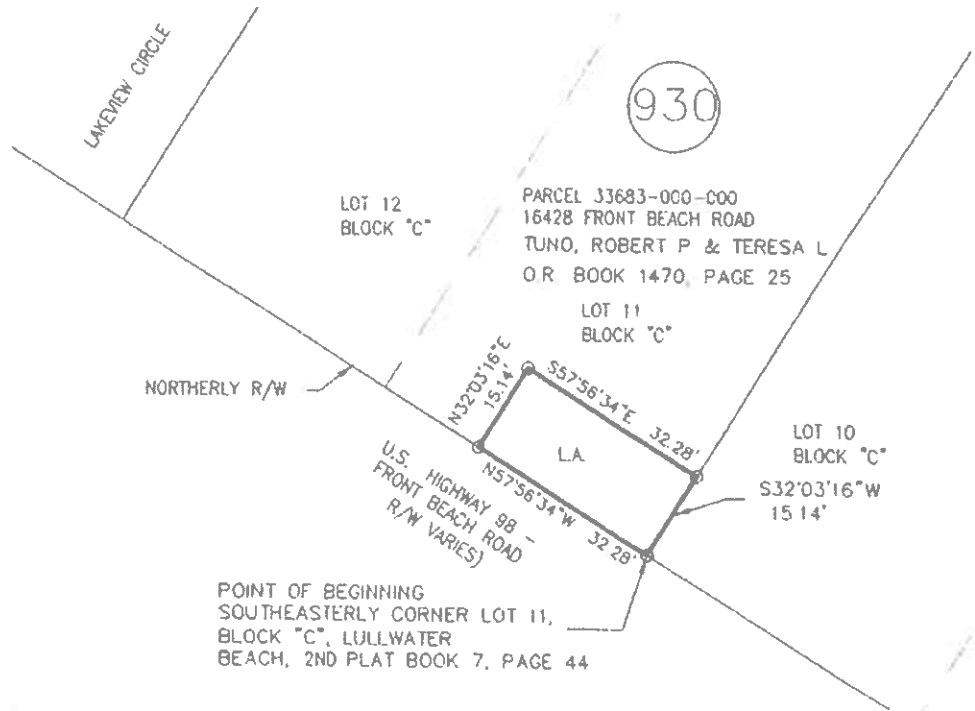 LAKEVIEW CIRCLE
930
LOT 12
BLOCK "C"
PARCEL 33683-000-000
16428 FRONT BEACH ROAD
TUNO, ROBERT P & TERESA L
O.R. BOOK 1470, PAGE 25
LOT 11
BLOCK "C"
NORTHERLY R/W
N32°03'16"E
15.14'
S57°56'34"E 32.28'
L.A.
LOT 10
BLOCK "C"
S32°03'16"W
15.14'
N57°56'34"W 32.28'
U.S. HIGHWAY 98 -
FRONT BEACH ROAD
R/W VARIES)
POINT OF BEGINNING
SOUTHEASTERLY CORNER LOT 11,
BLOCK "C", LULLWATER
BEACH, 2ND PLAT BOOK 7, PAGE 44